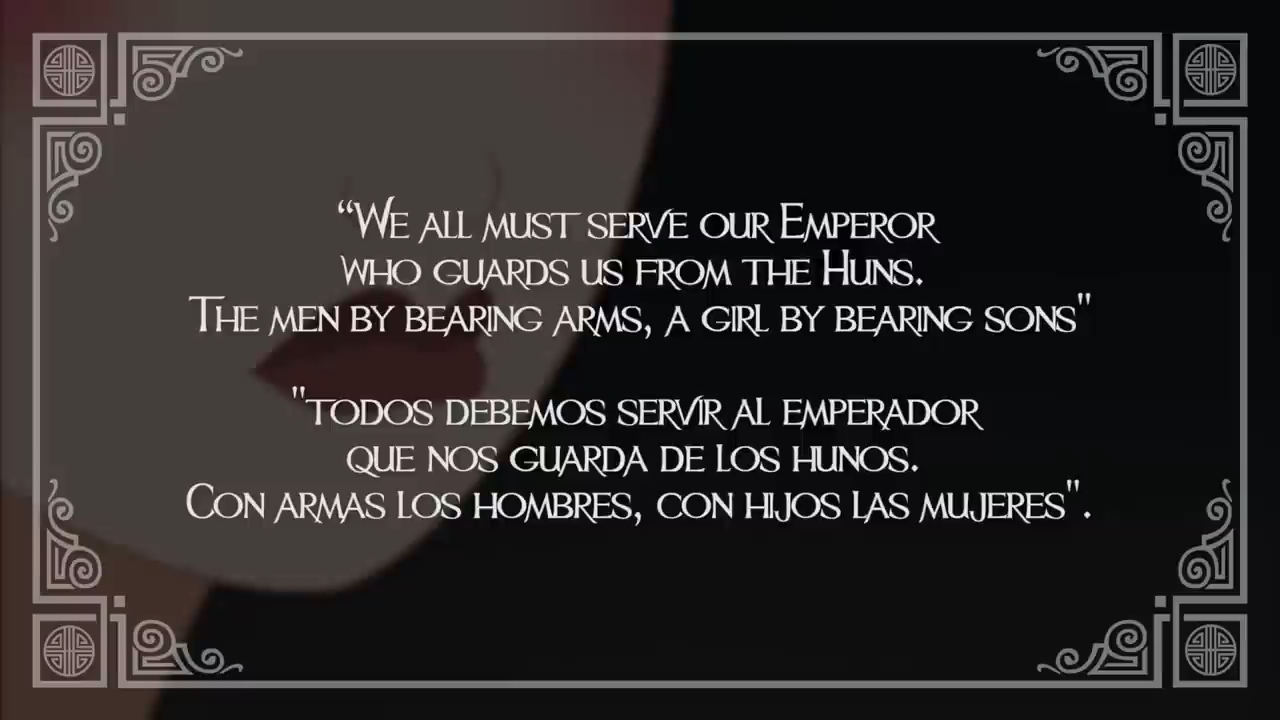 “We all must serve our Emperor
who guards us from the Huns.
The men by bearing arms, a girl by bearing sons"
"todos debemos servir al emperador
que nos guarda de los hunos.
Con armas los hombres, con hijos las mujeres".